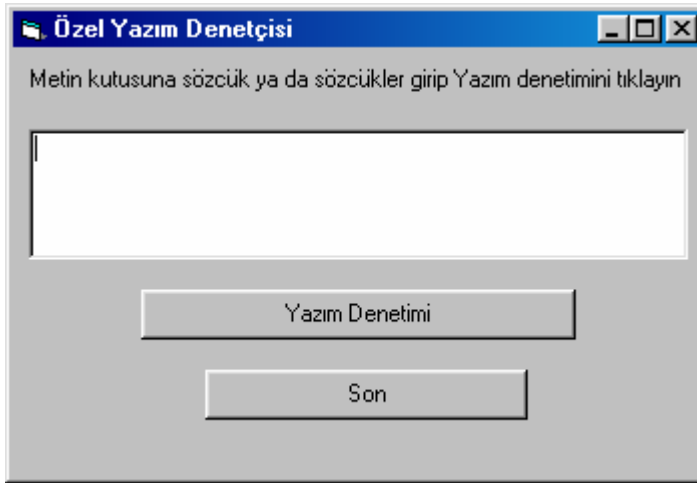 Özel Yazım Denetçisi
Metin kutusuna sözcük ya da sözcükler girip Yazım denetimini tıklayın
Yazım Denetimi
Son